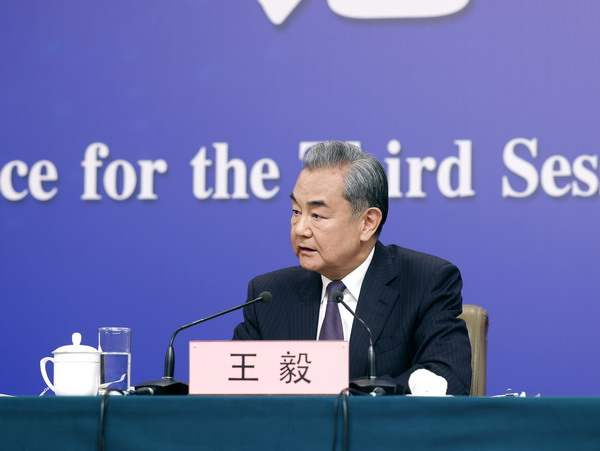 ce for the Third Ses
王毅